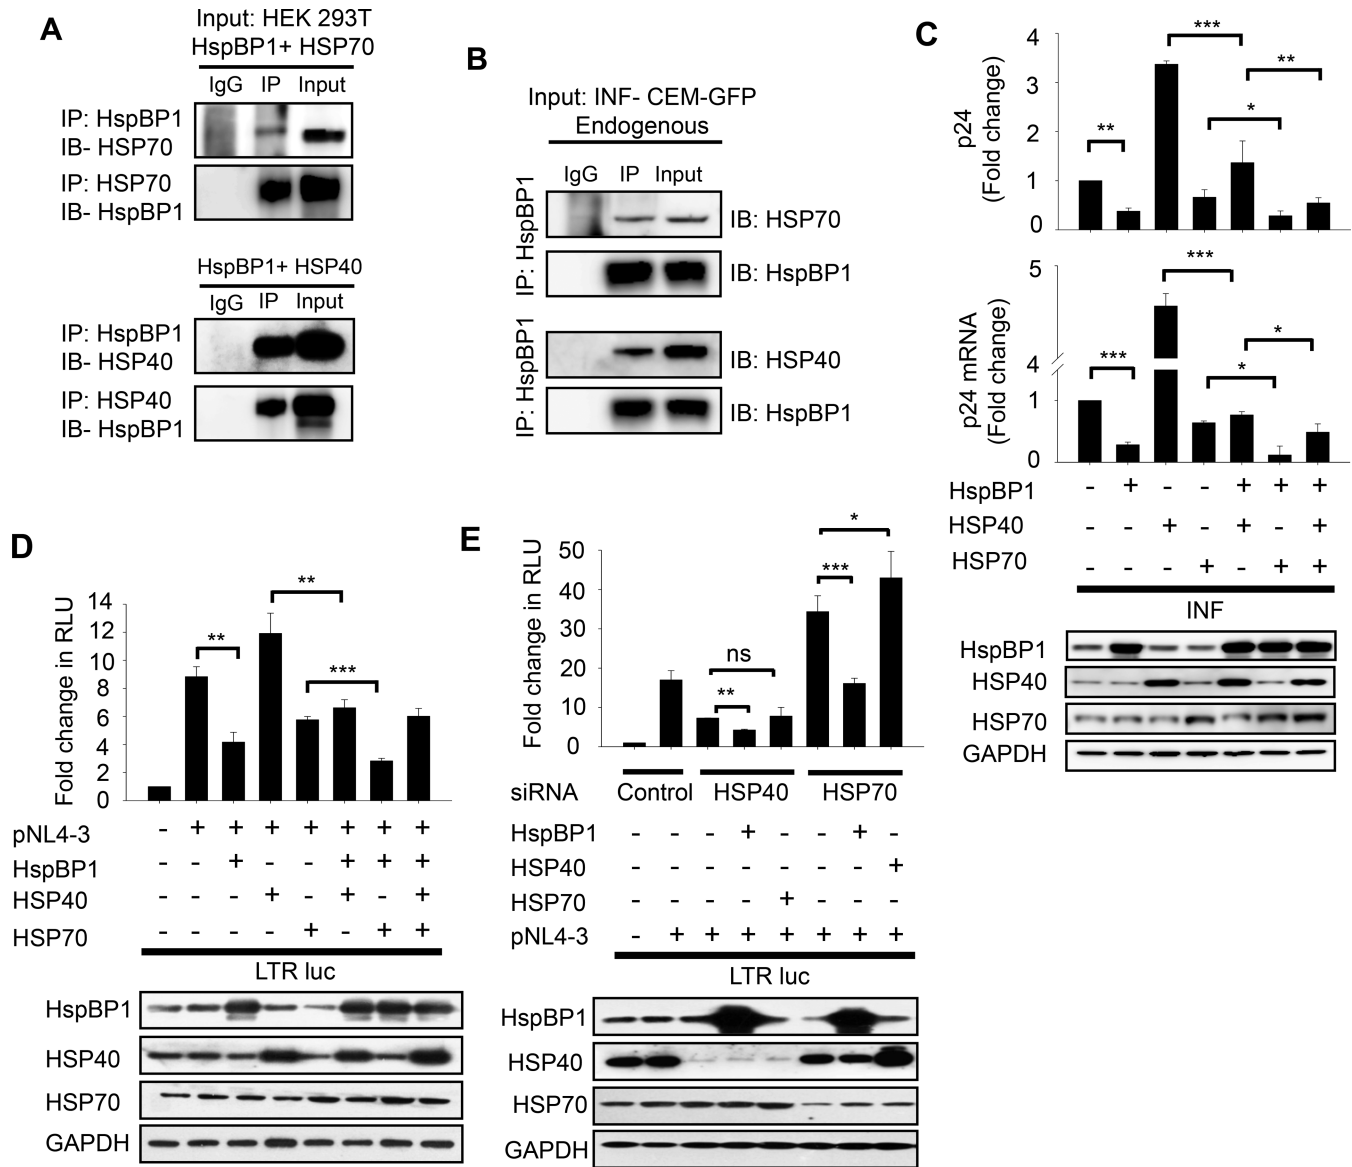 A
Input: HEK 293T
HspBP1+ HSP70
IgG IP Input
IP: HspBP1
IB- HSP70
IP: HSP70
IB- HspBP1
HspBP1+ HSP40
IgG IP Input
IP: HspBP1
IB- HSP40
IP: HSP40
IB- HspBP1
B
Input: INF- CEM-GFP
Endogenous
IgG IP Input
IP: HspBP1
IB: HSP70
IB: HspBP1
IP: HspBP1
IB: HSP40
IB: HspBP1
C
p24
(Fold change)
4
3
2
1
0
** *** * **
p24 mRNA
(Fold change)
5
4
1
0
*** *** * *
HspBP1 - + - - + + +
HSP40 - - + - + - +
HSP70 - - - + - + +
INF
HspBP1
HSP40
HSP70
GAPDH
D
Fold change in RLU
14
12
10
8
6
4
2
0
** ** ***
pNL4-3 - + + + + + + +
HspBP1 - - + - - + + +
HSP40 - - - + - + - +
HSP70 - - - - + - + +
LTR luc
HspBP1
HSP40
HSP70
GAPDH
E
Fold change in RLU
50
40
30
20
10
0
ns ** *** *
siRNA Control HSP40 HSP70
HspBP1 - - - + - - + -
HSP40 - - - - - - - +
HSP70 - - - - + - - -
pNL4-3 - + + + + + + +
LTR luc
HspBP1
HSP40
HSP70
GAPDH